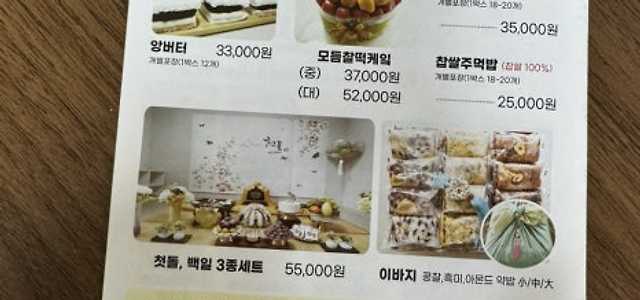 개별포장(1박스 18~20개)
35,000원
앙버터 33,000원
개별포장(1박스 12개)
모듬찰떡케잌
(중) 37,000원
(대) 52,000원
찹쌀주먹밥 (찹쌀 100%)
개별포장(1박스 18~20개)
25,000원
첫돌, 백일 3종세트 55,000원
이바지 콩찰,흑미,아몬드 약밥 小/中/大